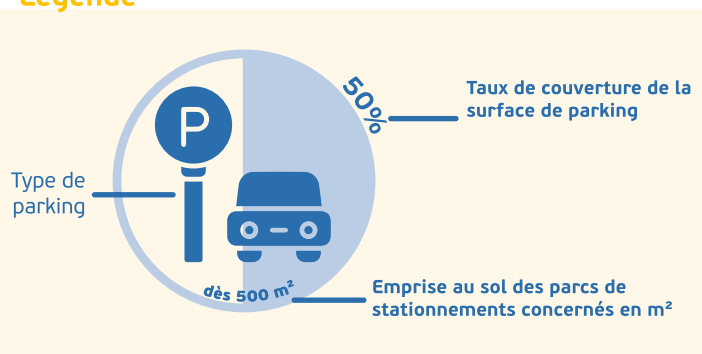 Légende
50%
Taux de couverture de la
surface de parking
P
Type de
parking
dès 500 m²
Emprise au sol des parcs de
stationnements concernés en m²